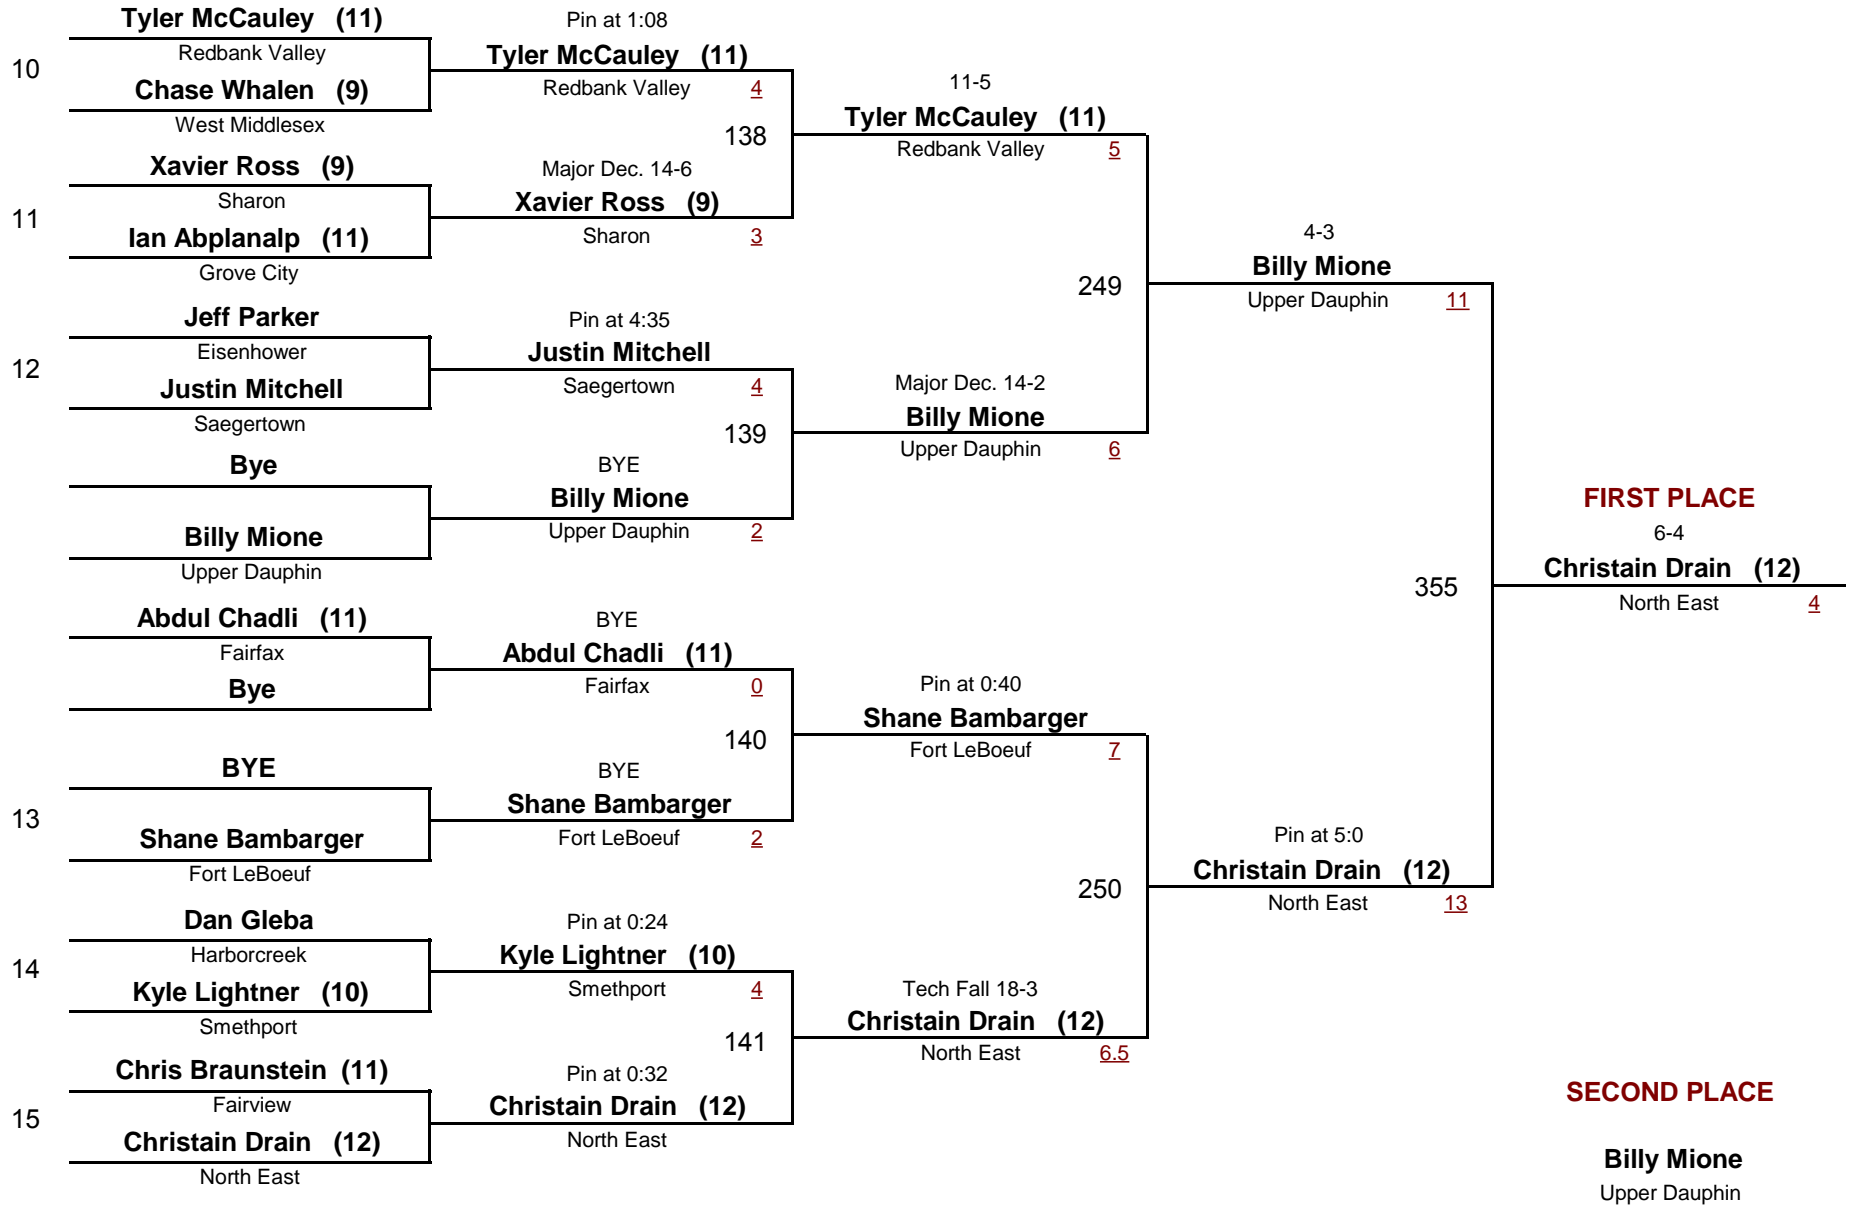 Tyler McCauley (11)
Redbank Valley
10
Chase Whalen (9)
West Middlesex
Xavier Ross (9)
Sharon
11
Ian Abplanalp (11)
Grove City
Jeff Parker
Eisenhower
12
Justin Mitchell
Saegertown
Bye
Billy Mione
Upper Dauphin
Abdul Chadli (11)
Fairfax
Bye
BYE
13
Shane Bambarger
Fort LeBoeuf
Dan Gleba
Harborcreek
14
Kyle Lightner (10)
Smethport
Chris Braunstein (11)
Fairview
15
Christain Drain (12)
North East
Pin at 1:08
Tyler McCauley (11)
Redbank Valley 4
138
Major Dec. 14-6
Xavier Ross (9)
Sharon 3
Pin at 4:35
Justin Mitchell
Saegertown 4
139
BYE
Billy Mione
Upper Dauphin 2
BYE
Abdul Chadli (11)
Fairfax 0
140
BYE
Shane Bambarger
Fort LeBoeuf 2
Pin at 0:24
Kyle Lightner (10)
Smethport 4
141
Pin at 0:32
Christain Drain (12)
North East
11-5
Tyler McCauley (11)
Redbank Valley 5
249
Major Dec. 14-2
Billy Mione
Upper Dauphin 6
Pin at 0:40
Shane Bambarger
Fort LeBoeuf 7
250
Tech Fall 18-3
Christain Drain (12)
North East 6.5
4-3
Billy Mione
Upper Dauphin 11
355
Pin at 5:0
Christain Drain (12)
North East 13
FIRST PLACE
6-4
Christain Drain (12)
North East 4
SECOND PLACE
Billy Mione
Upper Dauphin